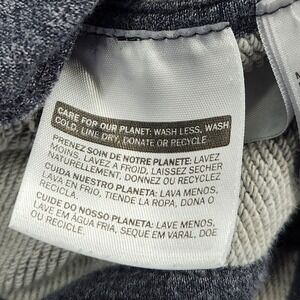 CARE FOR OUR PLANET: WASH LESS, WASH
COLD, LINE DRY, DONATE OR RECYCLE
PRENEZ SOIN DE NOTRE PLANETE: LAVEZ
MOINS, LAVEZ A FROID, LAISSEZ SECHER
NATURELLEMENT, DONNEZ OU RECYCLEZ
CUIDA NUESTRO PLANETA: LAVA MENOS,
LAVA EN FRIO, TIENDE LA ROPA, DONA O
RECICLA
CUIDE DO NOSSO PLANETA: LAVE MENOS,
LAVE EM AGUA FRIA, SEQUE EM VARAL, DOE
OU RECICLE